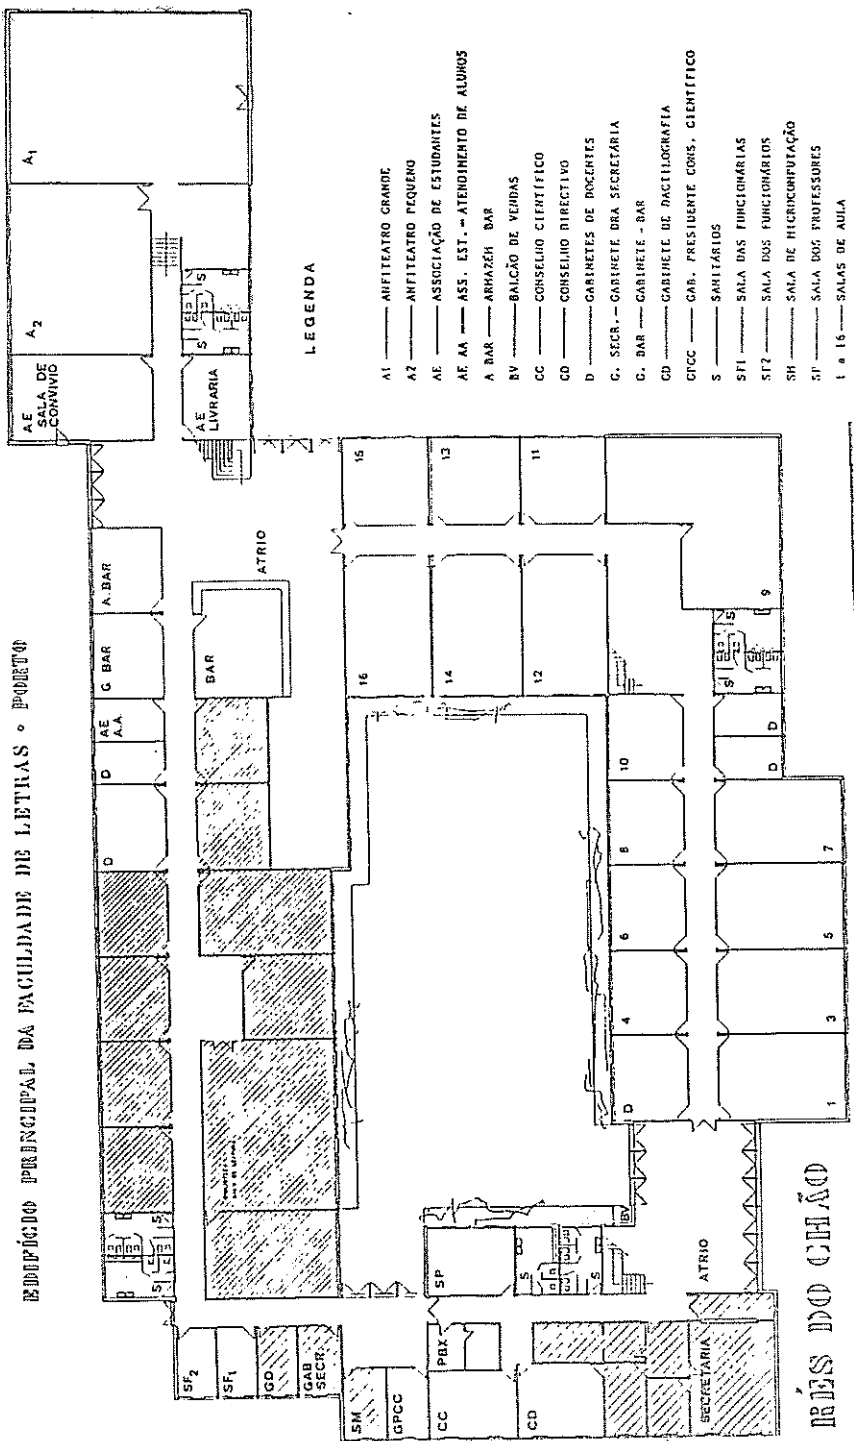 EDIFÍCIO PRINCIPAL DA FACULDADE DE LETRAS • PORTO
A1
A2
A E
SALA DE
CONVIVIO
A E
LIVRARIA
S
S
A. BAR
G BAR
AE
A.A.
D
D
BAR
ATRIO
S
S
SF2
SF1
GD
GAB
SECR.
SM
GPCC
CC
CD
PBX
SP
S
S
BV
ATRIO
SECRETARIA
15
13
11
16
14
12
9
S
S
10
8
6
4
D
D
D
7
5
3
1
LEGENDA
A1 —— ANFITEATRO GRANDE
A2 —— ANFITEATRO PEQUENO
AE —— ASSOCIAÇÃO DE ESTUDANTES
AE AA —— ASS. EST. - ATENDIMENTO DE ALUNOS
A BAR —— ARMAZÉM BAR
BV —— BALCÃO DE VENDAS
CC —— CONSELHO CIENTÍFICO
CD —— CONSELHO DIRECTIVO
D —— GABINETES DE DOCENTES
G. SECR. — GABINETE DRA SECRETÁRIA
G. BAR —— GABINETE - BAR
GD —— GABINETE DE DACTILOGRAFIA
GPCC —— GAB. PRESIDENTE CONS. CIENTÍFICO
S —— SANITÁRIOS
SF1 —— SALA DAS FUNCIONÁRIAS
SF2 —— SALA DOS FUNCIONÁRIOS
SM —— SALA DE MICROCOMPUTAÇÃO
SP —— SALA DOS PROFESSORES
1 a 16 —— SALAS DE AULA
RÉS DO CHÃO